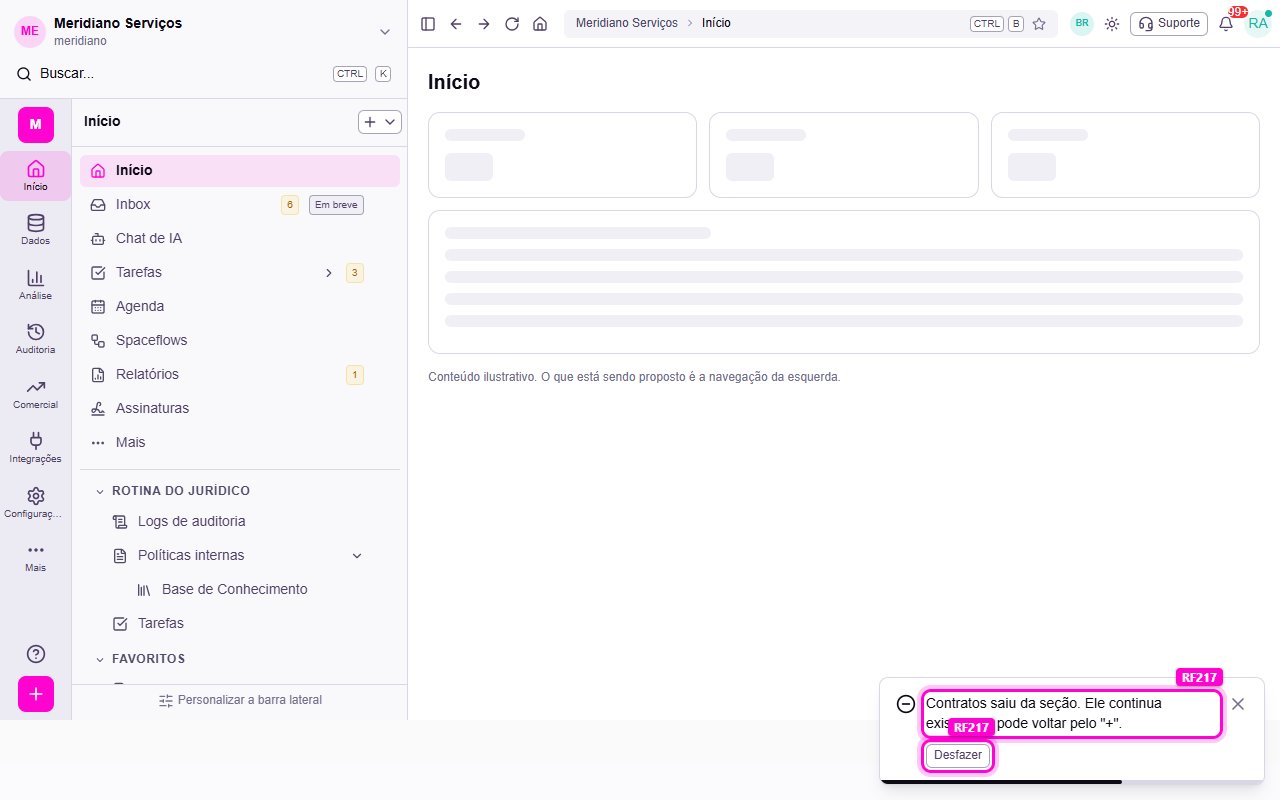 ME
Meridiano Serviços
meridiano
Buscar...
CTRL K
M
Início
Dados
Análise
Auditoria
Comercial
Integrações
Configuraç...
Mais
Início
Início
Inbox 6 Em breve
Chat de IA
Tarefas 3
Agenda
Spaceflows
Relatórios 1
Assinaturas
Mais
ROTINA DO JURÍDICO
Logs de auditoria
Políticas internas
Base de Conhecimento
Tarefas
FAVORITOS
Personalizar a barra lateral
Meridiano Serviços > Início CTRL B
BR
Suporte
99+
RA
Início
Conteúdo ilustrativo. O que está sendo proposto é a navegação da esquerda.
RF217
Contratos saiu da seção. Ele continua
pode voltar pelo "+".
RF217
Desfazer